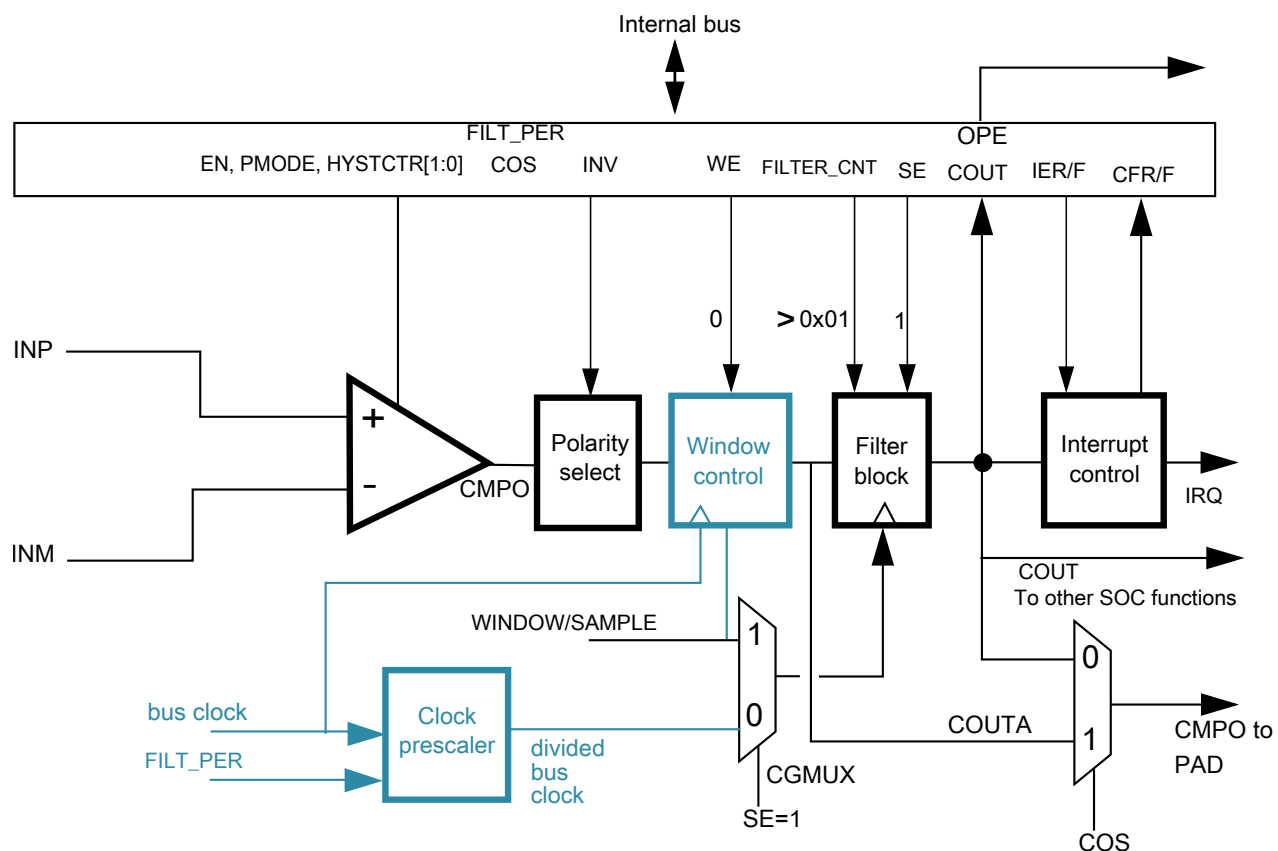 Internal bus
FILT_PER
OPE
EN, PMODE, HYSTCTR[1:0]
COS
INV
WE
FILTER_CNT
SE
COUT
IER/F
CFR/F
0
> 0x01
1
INP
+
-
INM
CMPO
Polarity
select
Window
control
Filter
block
Interrupt
control
IRQ
COUT
To other SOC functions
WINDOW/SAMPLE
1
0
bus clock
FILT_PER
Clock
prescaler
divided
bus
clock
CGMUX
SE=1
COUTA
0
1
CMPO to
PAD
COS